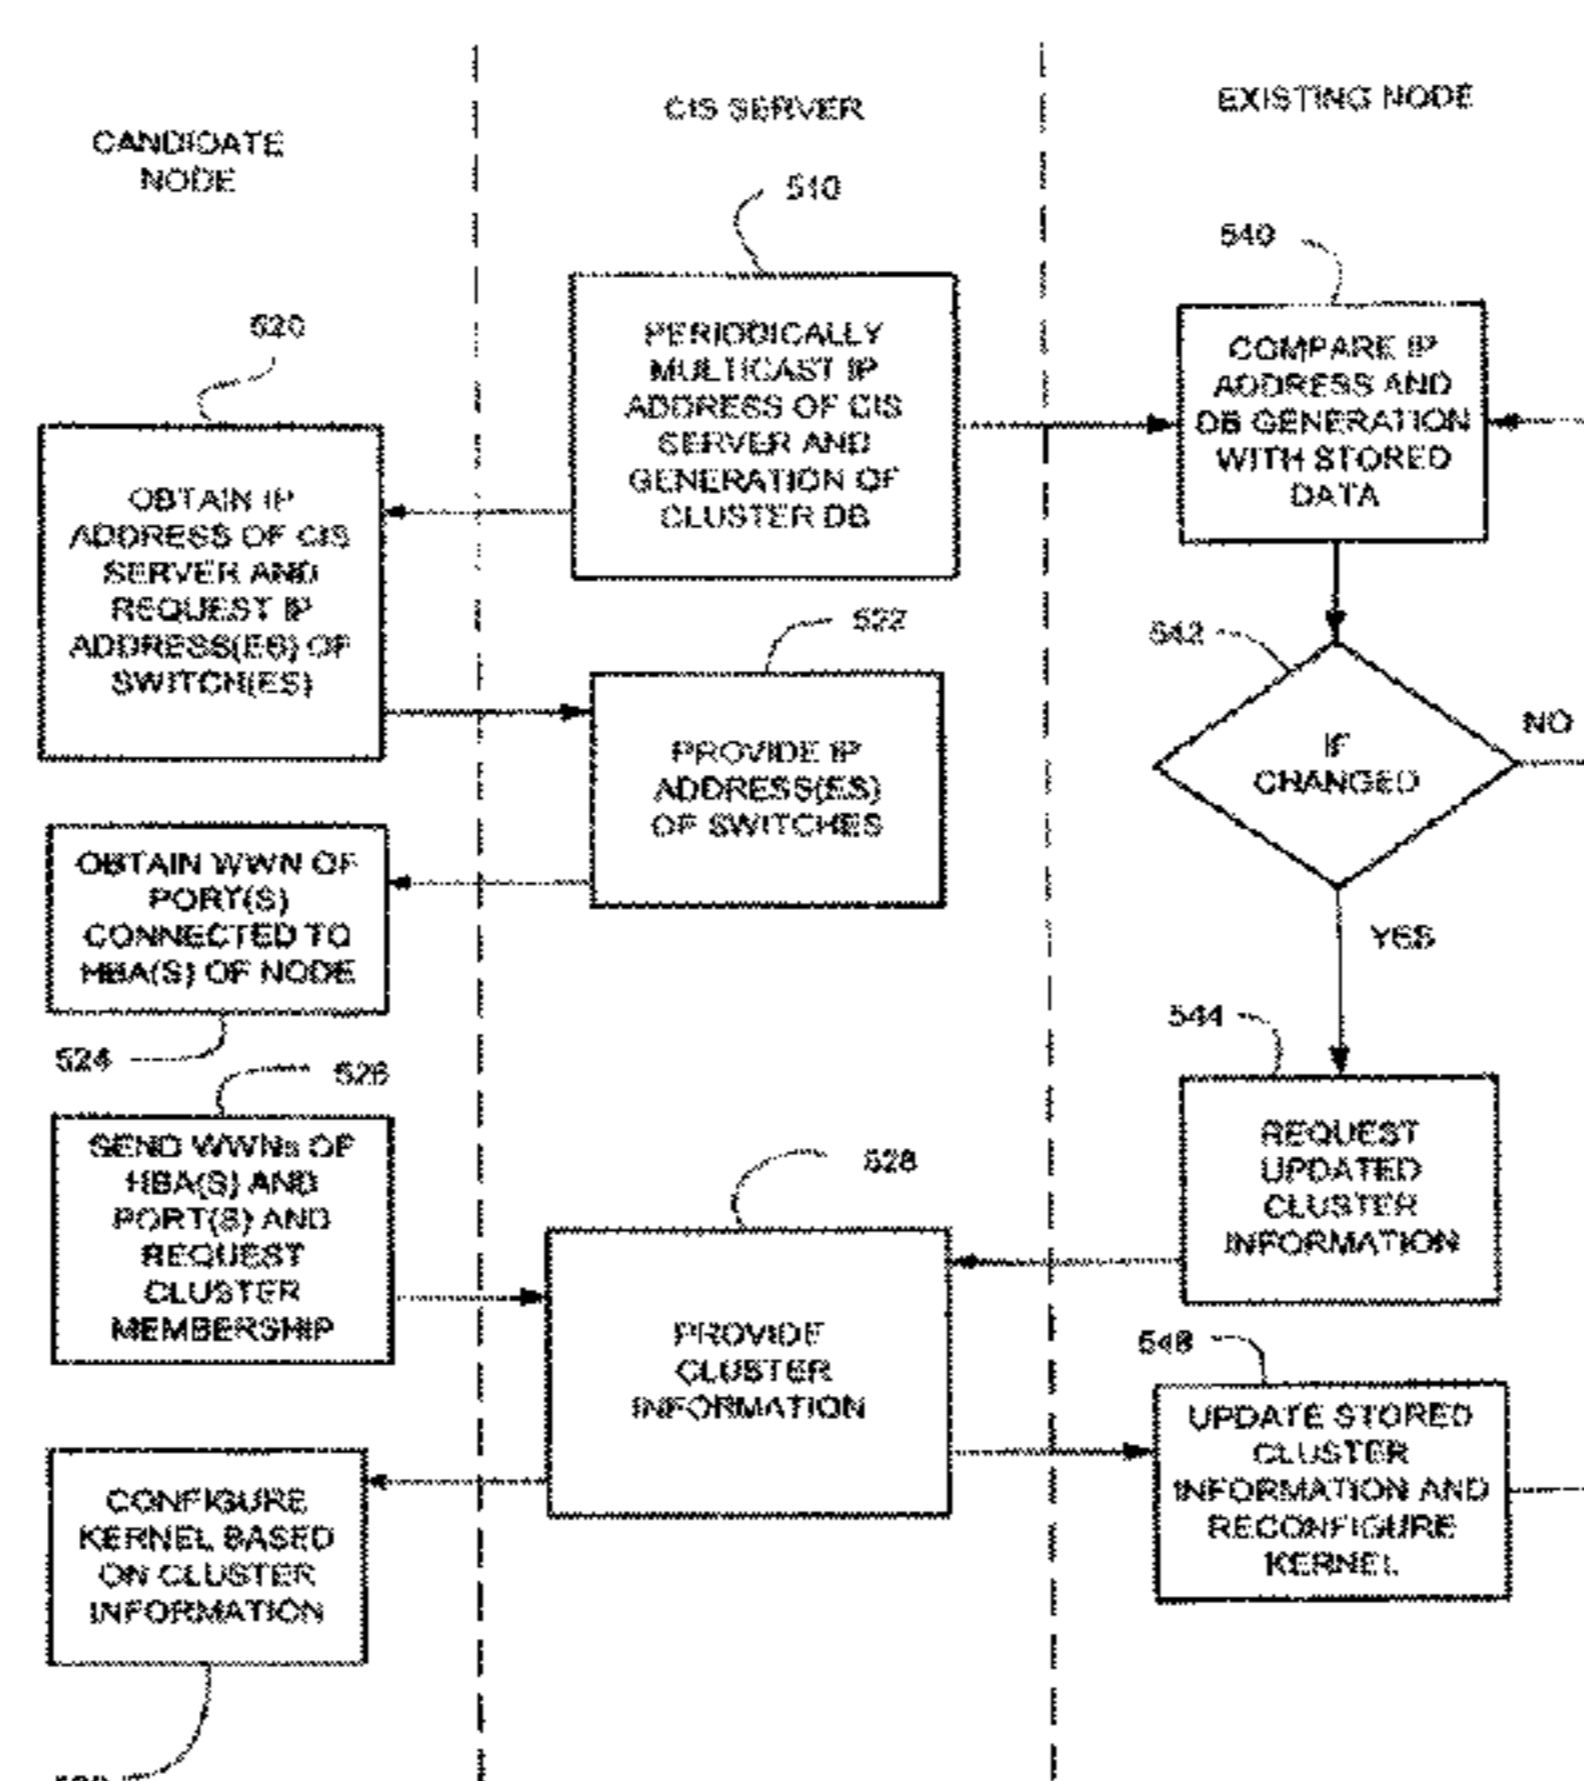 CANDIDATE
NODE
CIS SERVER
EXISTING NODE
510
PERIODICALLY
MULTICAST IP
ADDRESS OF CIS
SERVER AND
GENERATION OF
CLUSTER DB
520
OBTAIN IP
ADDRESS OF CIS
SERVER AND
REQUEST IP
ADDRESS(ES) OF
SWITCH(ES)
522
PROVIDE IP
ADDRESS(ES)
OF SWITCHES
OBTAIN WWN OF
PORT(S)
CONNECTED TO
HBA(S) OF NODE
524
526
SEND WWNs OF
HBA(S) AND
PORT(S) AND
REQUEST
CLUSTER
MEMBERSHIP
528
PROVIDE
CLUSTER
INFORMATION
CONFIGURE
KERNEL BASED
ON CLUSTER
INFORMATION
540
COMPARE IP
ADDRESS AND
DB GENERATION
WITH STORED
DATA
542
IF
CHANGED
NO
YES
544
REQUEST
UPDATED
CLUSTER
INFORMATION
UPDATE STORED
CLUSTER
INFORMATION AND
RECONFIGURE
KERNEL